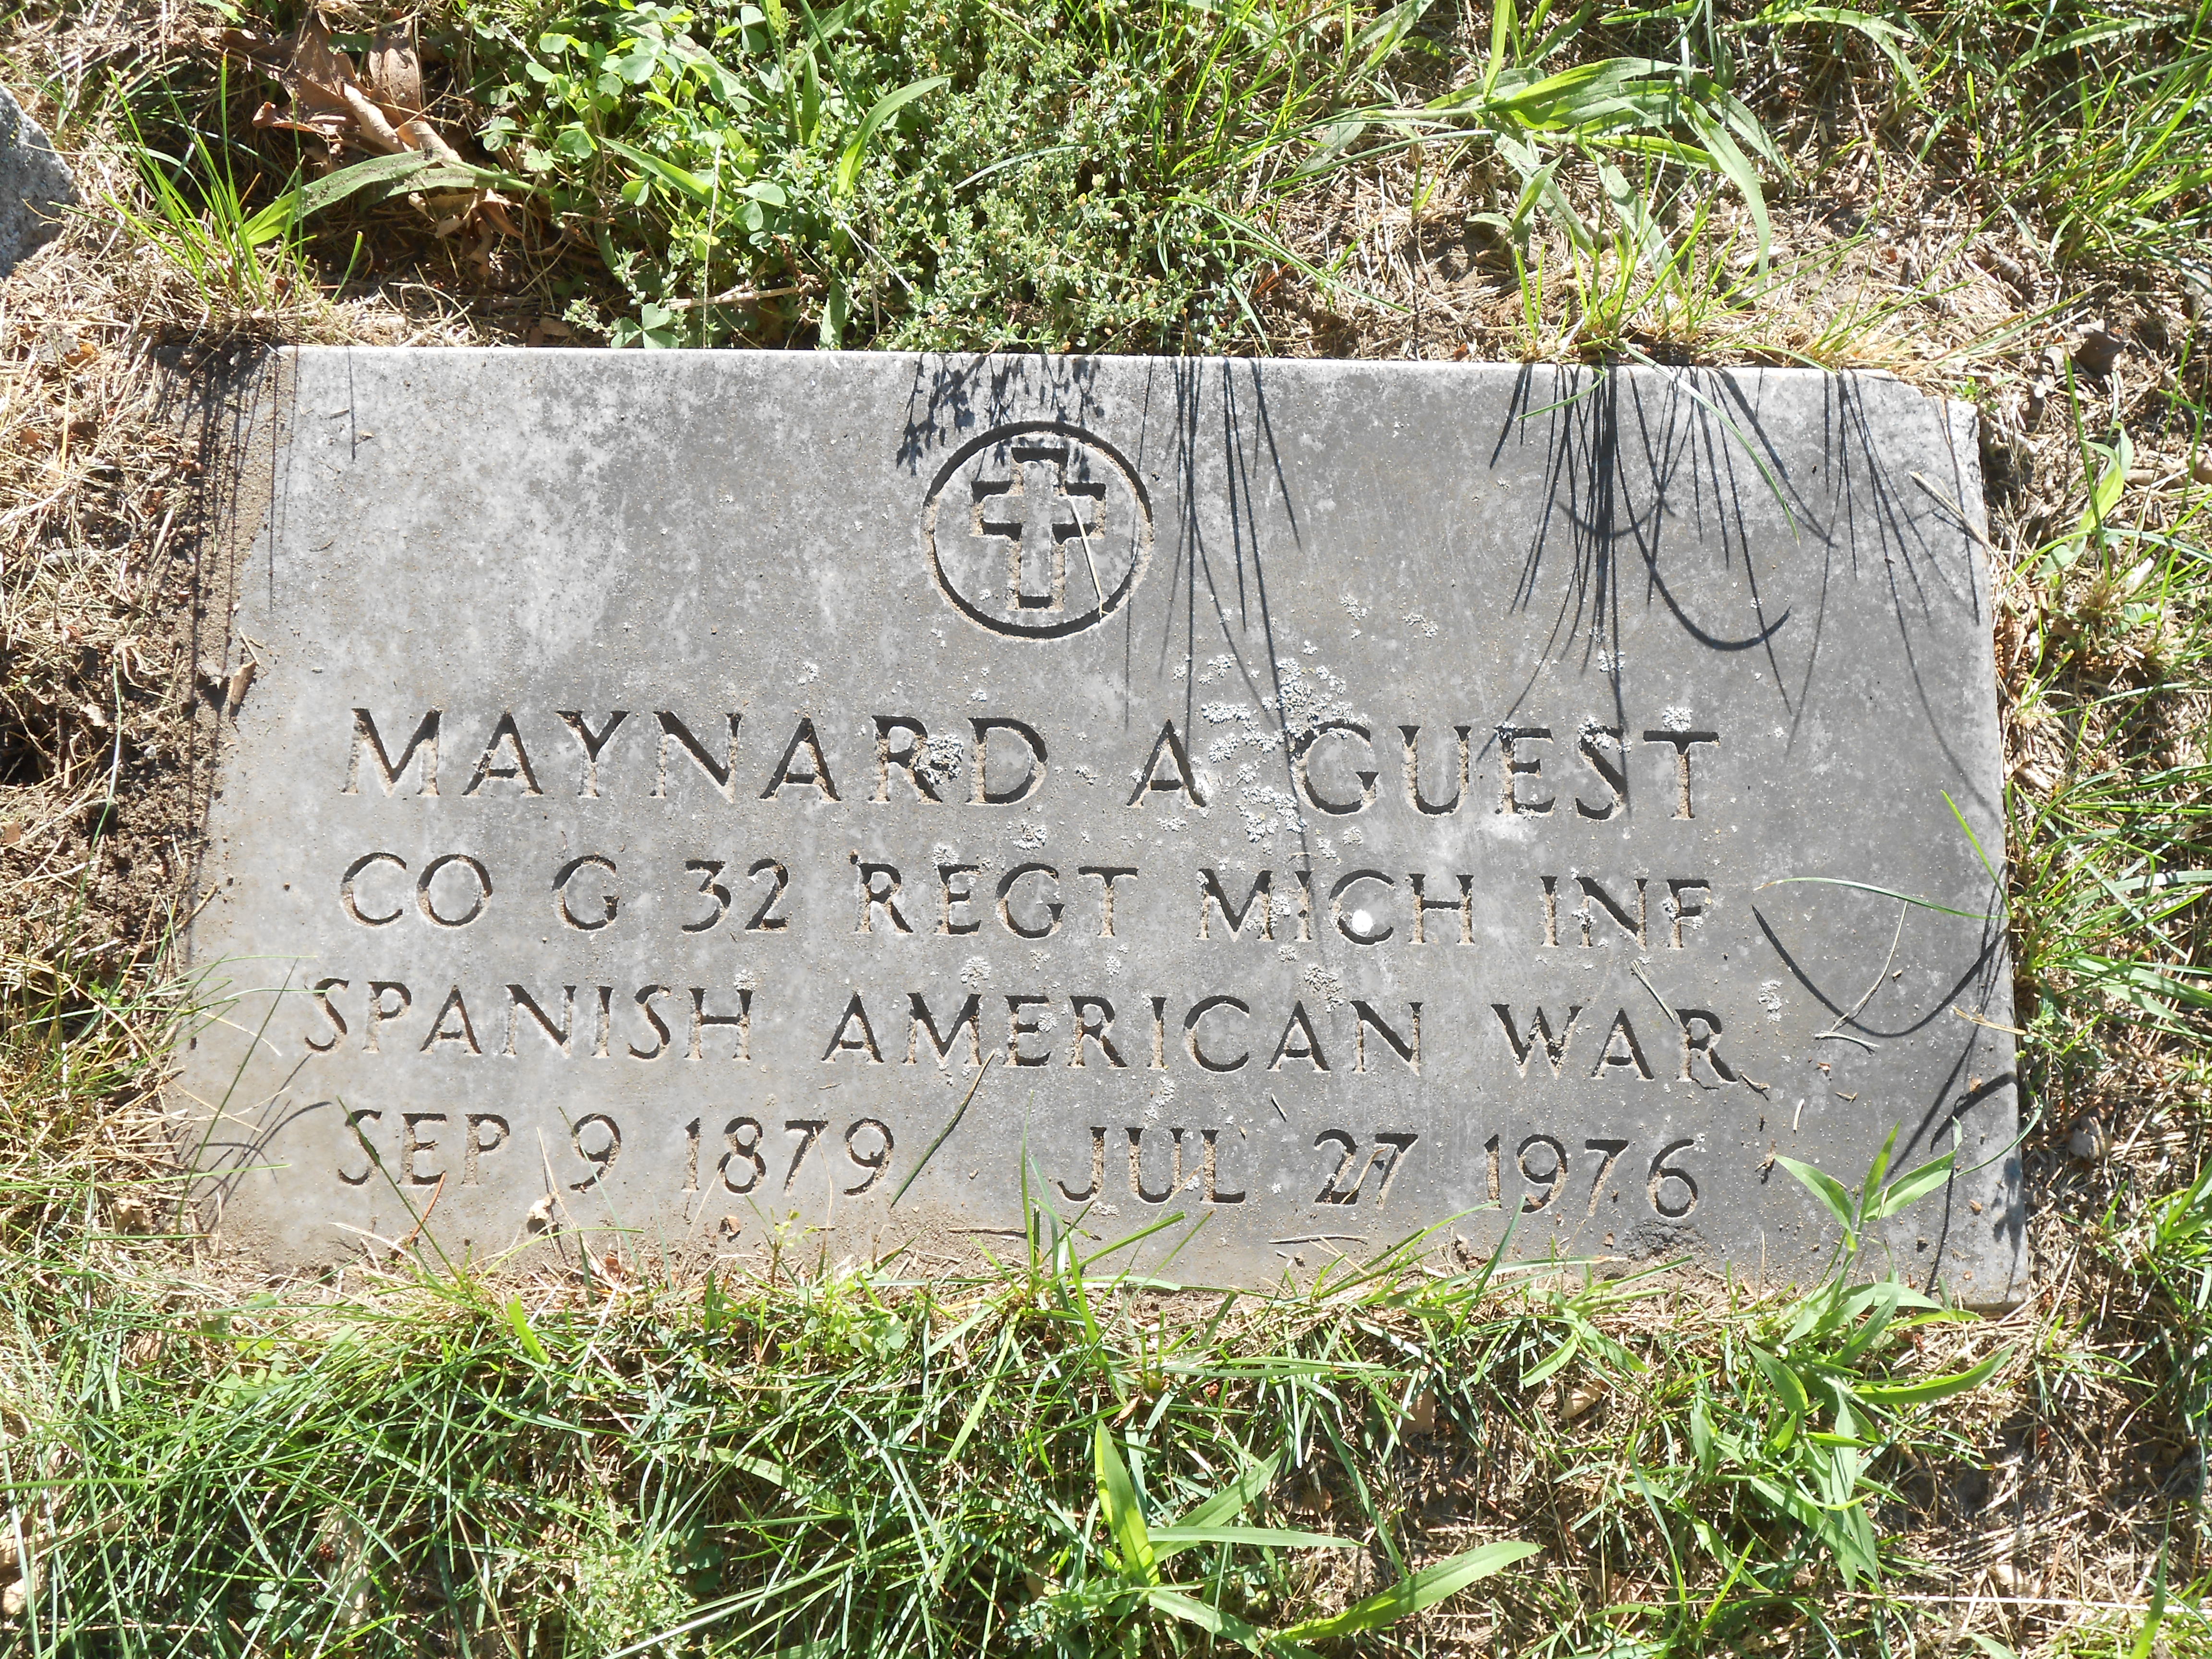 MAYNARD A GUEST
CO G 32 REGT MICH INF
SPANISH AMERICAN WAR
SEP 9 1879 JUL 27 1976